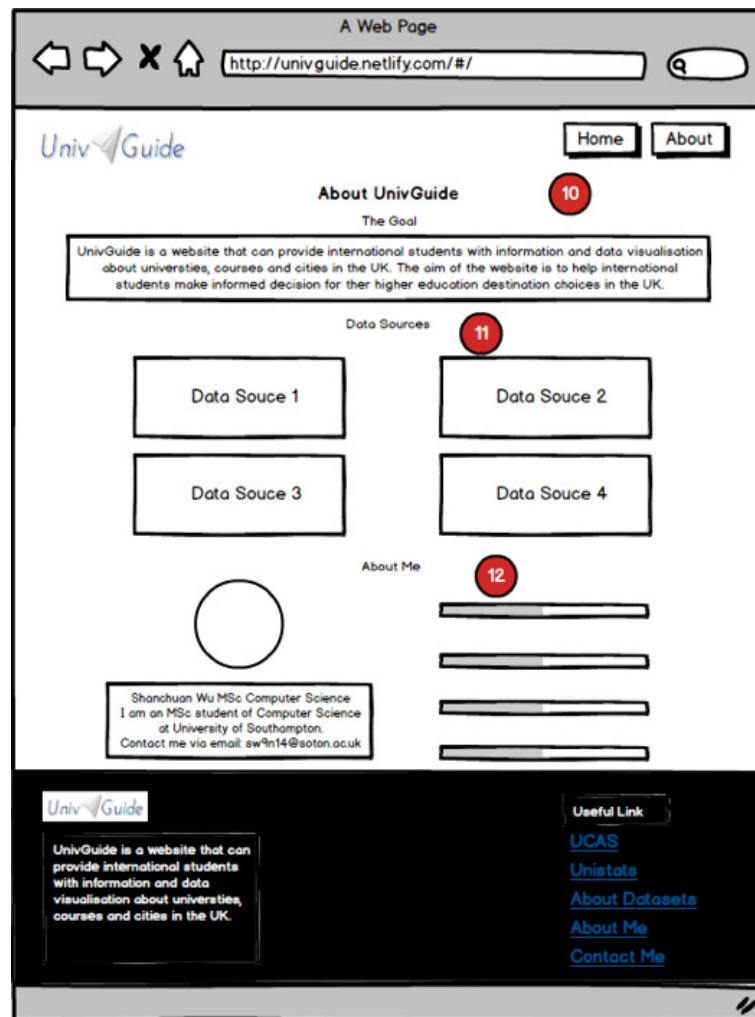 A Web Page
http://univguide.netlify.com/#/
Univ Guide
Home
About
About UnivGuide
10
The Goal
UnivGuide is a website that can provide international students with information and data visualisation
about universties, courses and cities in the UK. The aim of the website is to help international
students make informed decision for ther higher education destination choices in the UK.
Data Sources
11
Data Souce 1
Data Souce 2
Data Souce 3
Data Souce 4
About Me
12
Shanchuan Wu MSc Computer Science
I am an MSc student of Computer Science
at University of Southampton.
Contact me via email: sw9n14@soton.ac.uk
Univ Guide
UnivGuide is a website that can
provide international students
with information and data
visualisation about universties,
courses and cities in the UK.
Useful Link
UCAS
Unistats
About Datasets
About Me
Contact Me